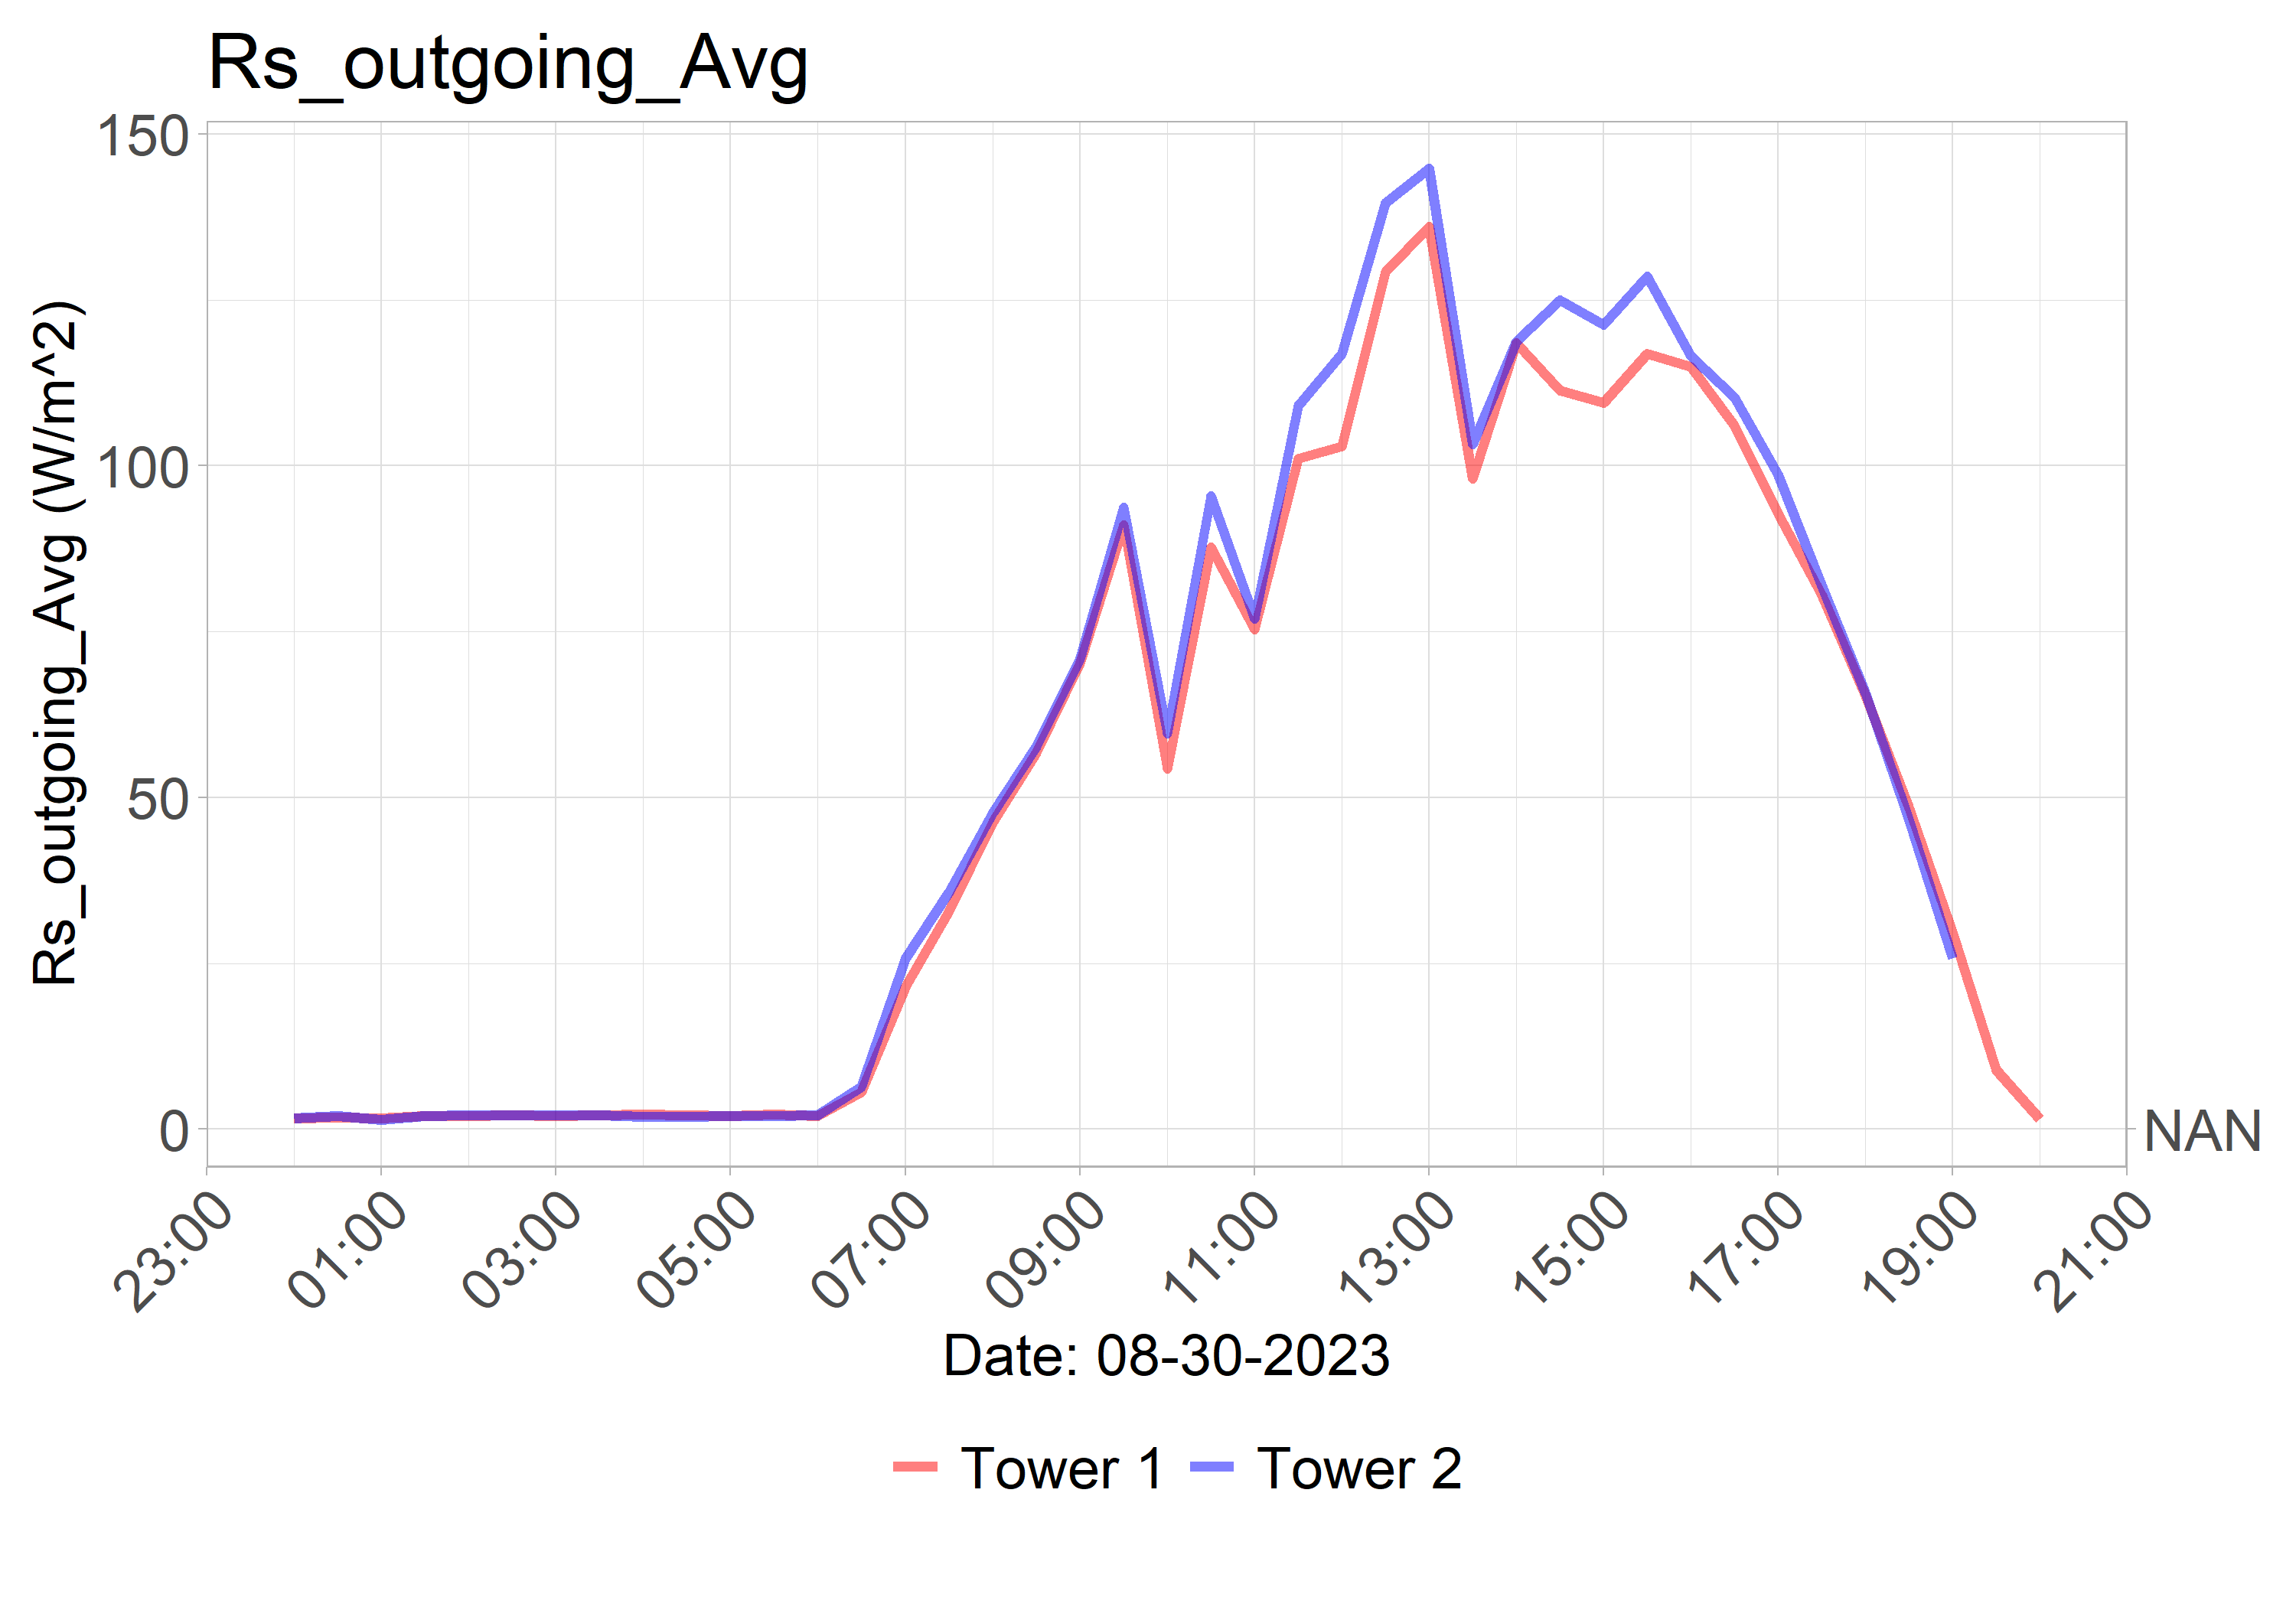 Rs_outgoing_Avg
Rs_outgoing_Avg (W/m^2)
150
100
50
0
NAN
23:00 01:00 03:00 05:00 07:00 09:00 11:00 13:00 15:00 17:00 19:00 21:00
Date: 08-30-2023
Tower 1 Tower 2